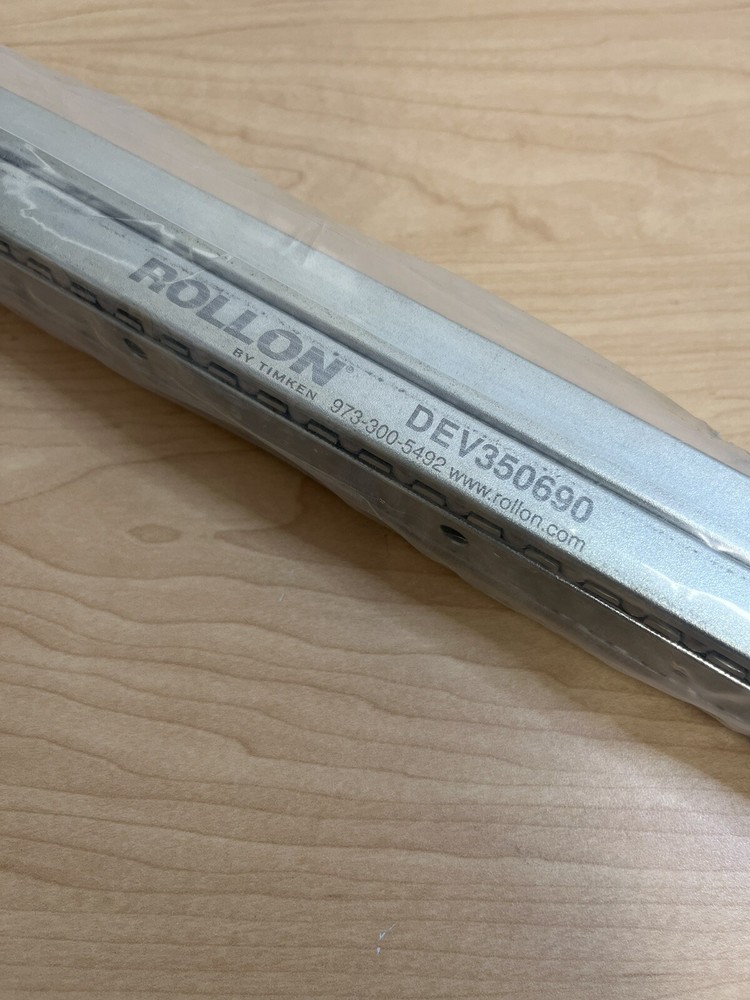 ROLLON®
BY TIMKEN
DEV350690
973-300-5492 www.rollon.com